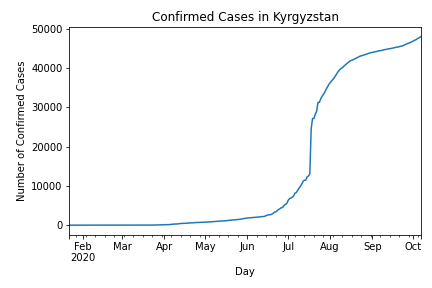 Confirmed Cases in Kyrgyzstan
50000
40000
30000
20000
10000
0
Number of Confirmed Cases
Feb Mar Apr May Jun Jul Aug Sep Oct
2020
Day